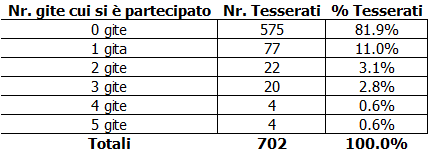 Nr. gite cui si è partecipato Nr. Tesserati % Tesserati
0 gite 575 81.9%
1 gita 77 11.0%
2 gite 22 3.1%
3 gite 20 2.8%
4 gite 4 0.6%
5 gite 4 0.6%
Totali 702 100.0%